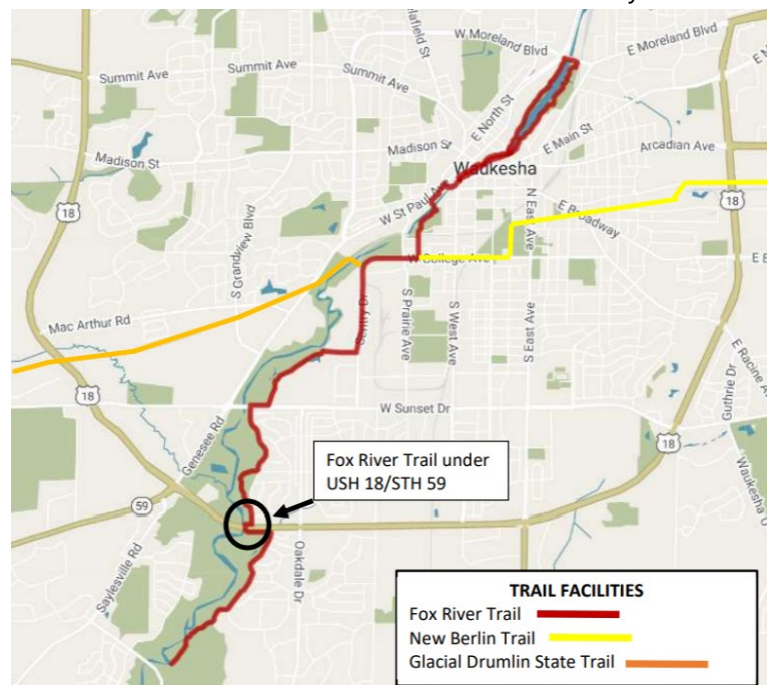 W Moreland Blvd
E Moreland Blvd
Summit Ave
Summit Ave
Summit Ave
E North St
Madison St
Madison St
E Main St
Arcadian Ave
Waukesha
18
18
W St Paul Ave
N East Ave
E Broadway
S Grandview Blvd
W College Ave
Mac Arthur Rd
Sentry Dr
S Prairie Ave
S West Ave
S East Ave
E Racine Ave
Guthrie Dr
18
W Sunset Dr
18
Genesee Rd
59
Fox River Trail under
USH 18/STH 59
Saylesville Rd
Oakdale Dr
TRAIL FACILITIES
Fox River Trail
New Berlin Trail
Glacial Drumlin State Trail